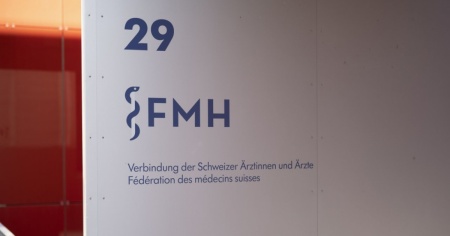 29
FMH
Verbindung der Schweizer Ärztinnen und Ärzte
Fédération des médecins suisses